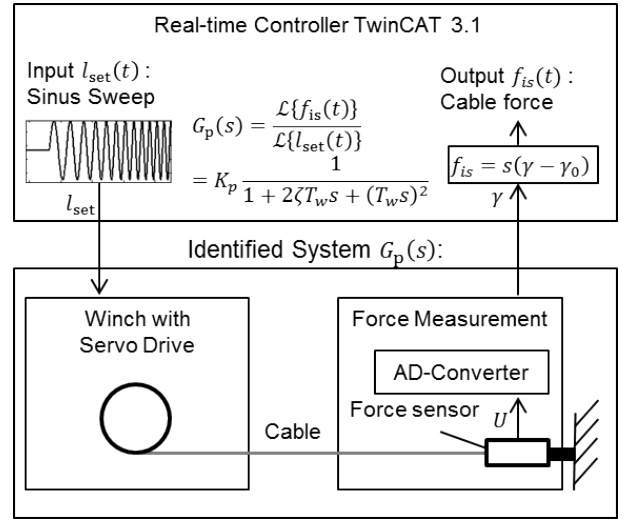 Real-time Controller TwinCAT 3.1
Input l_set(t) :
Sinus Sweep
l_set
G_p(s) = ℒ{f_is(t)} / ℒ{l_set(t)}
= K_p 1 / (1 + 2ζT_w s + (T_w s)^2)
Output f_is(t) :
Cable force
f_is = s(γ − γ_0)
γ
Identified System G_p(s):
Winch with
Servo Drive
Cable
Force Measurement
AD-Converter
Force sensor
U